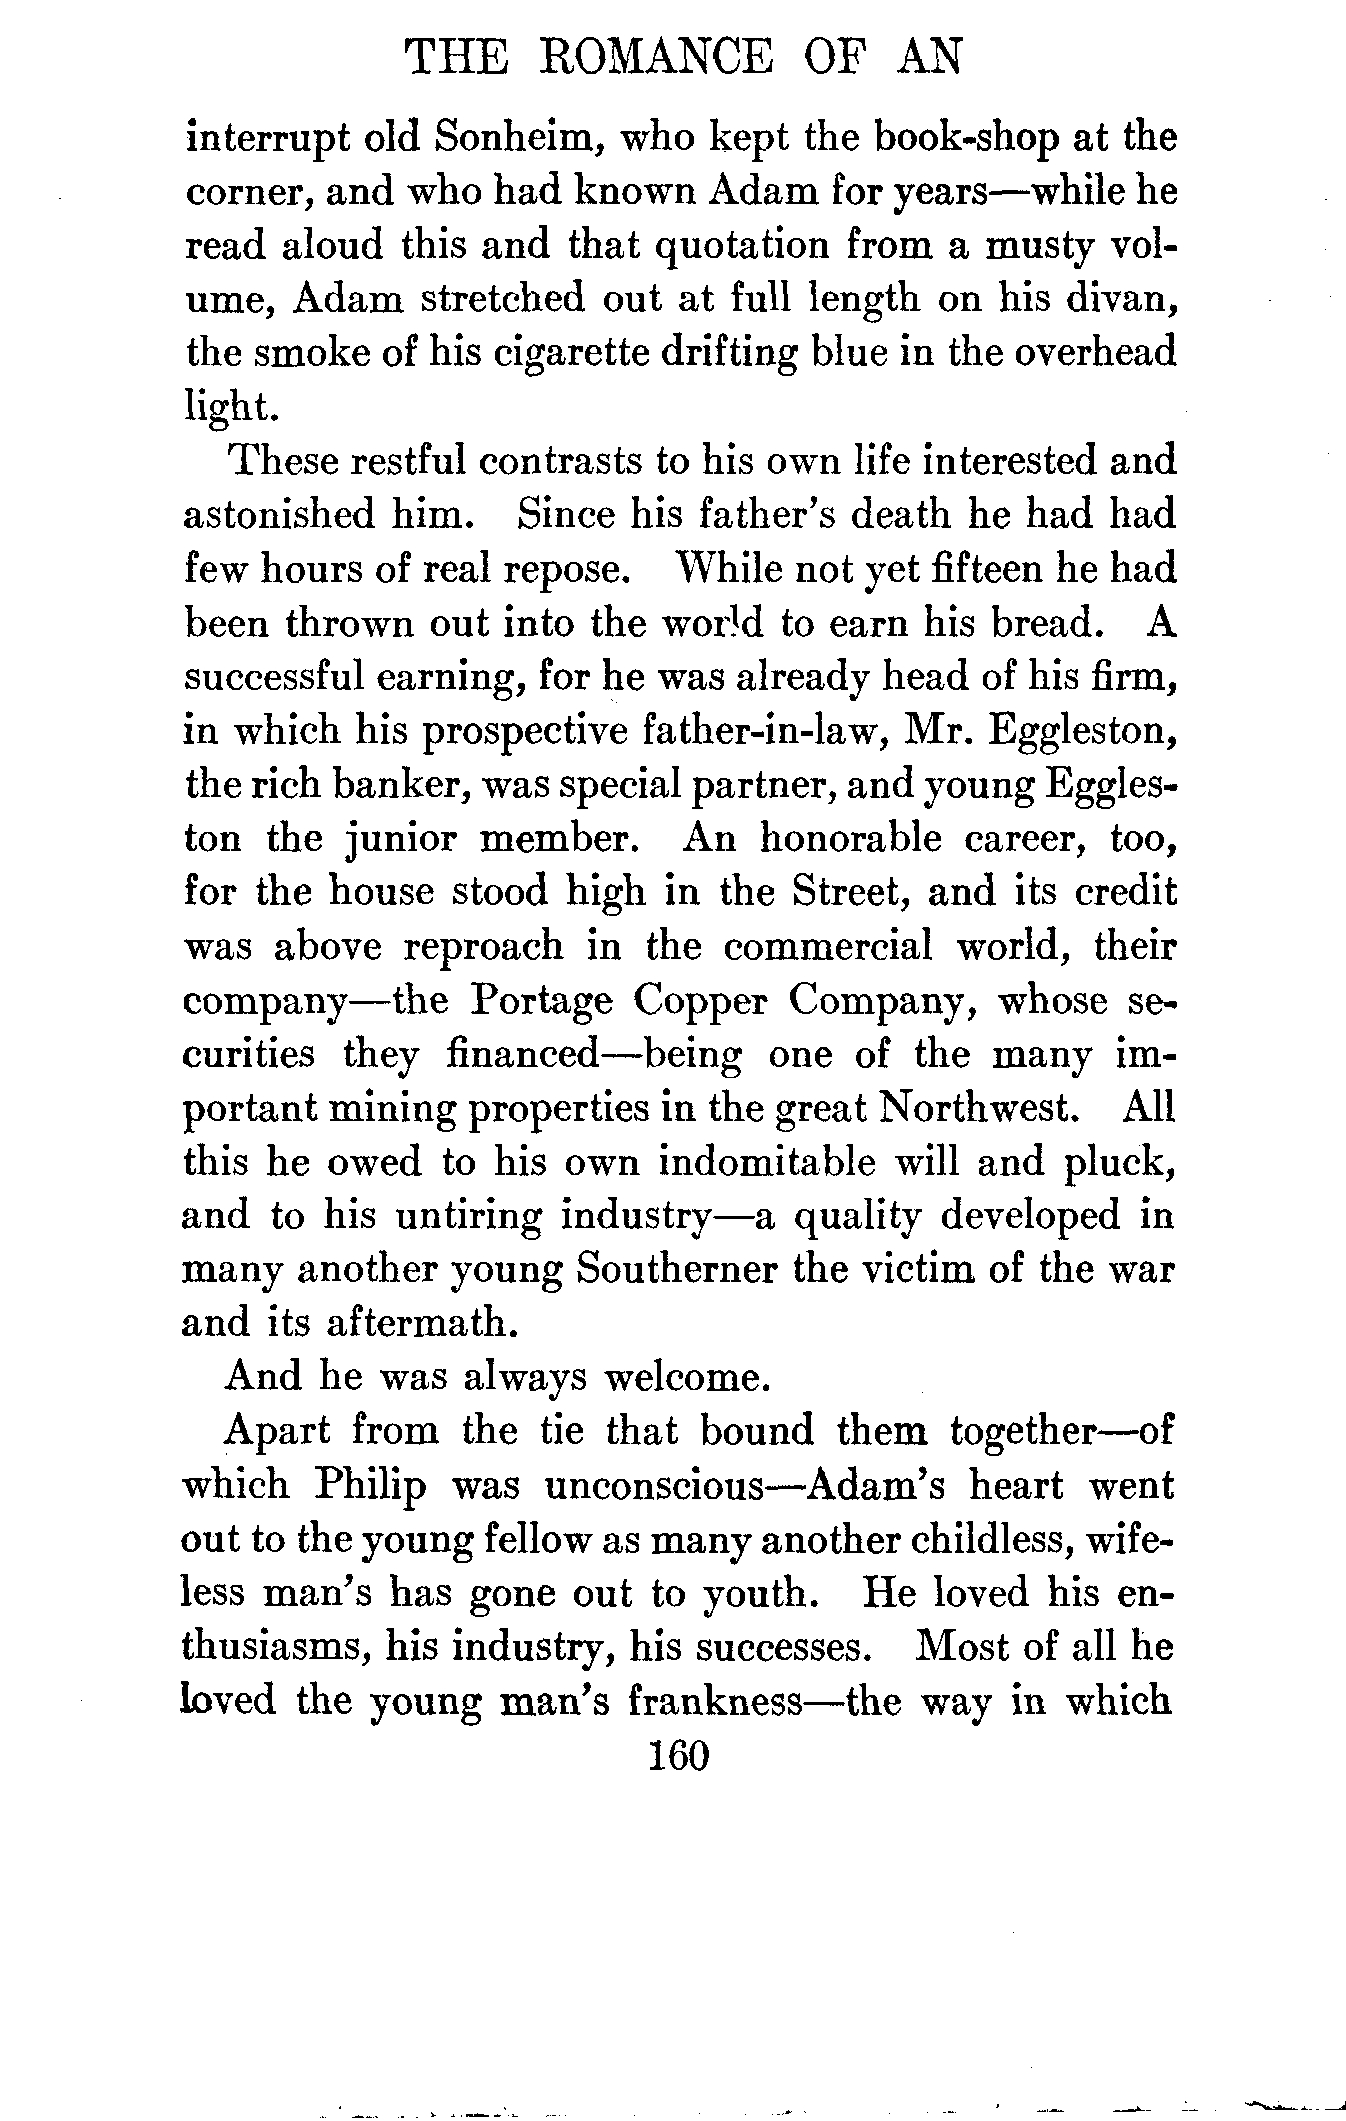 THE ROMANCE OF AN
interrupt old Sonheim, who kept the book-shop at the
corner, and who had known Adam for years—while he
read aloud this and that quotation from a musty vol-
ume, Adam stretched out at full length on his divan,
the smoke of his cigarette drifting blue in the overhead
light.
These restful contrasts to his own life interested and
astonished him. Since his father's death he had had
few hours of real repose. While not yet fifteen he had
been thrown out into the world to earn his bread. A
successful earning, for he was already head of his firm,
in which his prospective father-in-law, Mr. Eggleston,
the rich banker, was special partner, and young Eggles-
ton the junior member. An honorable career, too,
for the house stood high in the Street, and its credit
was above reproach in the commercial world, their
company—the Portage Copper Company, whose se-
curities they financed—being one of the many im-
portant mining properties in the great Northwest. All
this he owed to his own indomitable will and pluck,
and to his untiring industry—a quality developed in
many another young Southerner the victim of the war
and its aftermath.
And he was always welcome.
Apart from the tie that bound them together—of
which Philip was unconscious—Adam's heart went
out to the young fellow as many another childless, wife-
less man's has gone out to youth. He loved his en-
thusiasms, his industry, his successes. Most of all he
loved the young man's frankness—the way in which
160